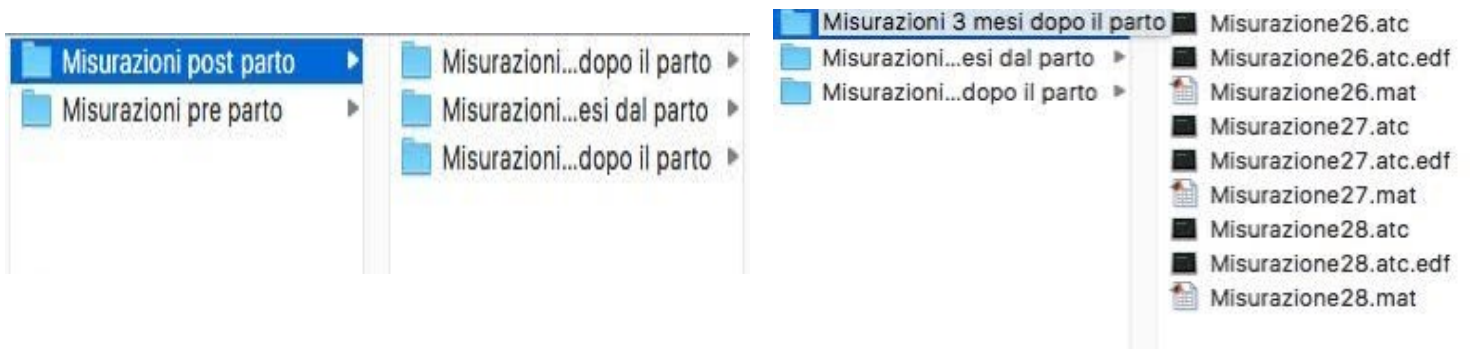 Misurazioni post parto
Misurazioni pre parto
Misurazioni...dopo il parto
Misurazioni...esi dal parto
Misurazioni...dopo il parto
Misurazioni 3 mesi dopo il parto
Misurazioni...esi dal parto
Misurazioni...dopo il parto
Misurazione26.atc
Misurazione26.atc.edf
Misurazione26.mat
Misurazione27.atc
Misurazione27.atc.edf
Misurazione27.mat
Misurazione28.atc
Misurazione28.atc.edf
Misurazione28.mat